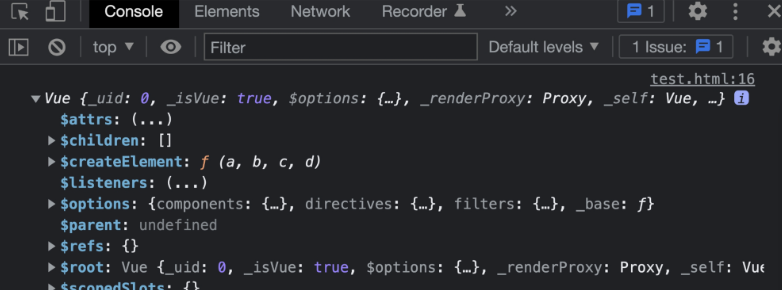 Console Elements Network Recorder » 1
top ▼ Filter Default levels ▼ 1 Issue: 1
test.html:16
▼Vue {_uid: 0, _isVue: true, $options: {…}, _renderProxy: Proxy, _self: Vue, …} i
$attrs: (...)
▶$children: []
▶$createElement: ƒ (a, b, c, d)
$listeners: (...)
▶$options: {components: {…}, directives: {…}, filters: {…}, _base: ƒ}
$parent: undefined
▶$refs: {}
▶$root: Vue {_uid: 0, _isVue: true, $options: {…}, _renderProxy: Proxy, _self: Vue
▶$scopedSlots: {}